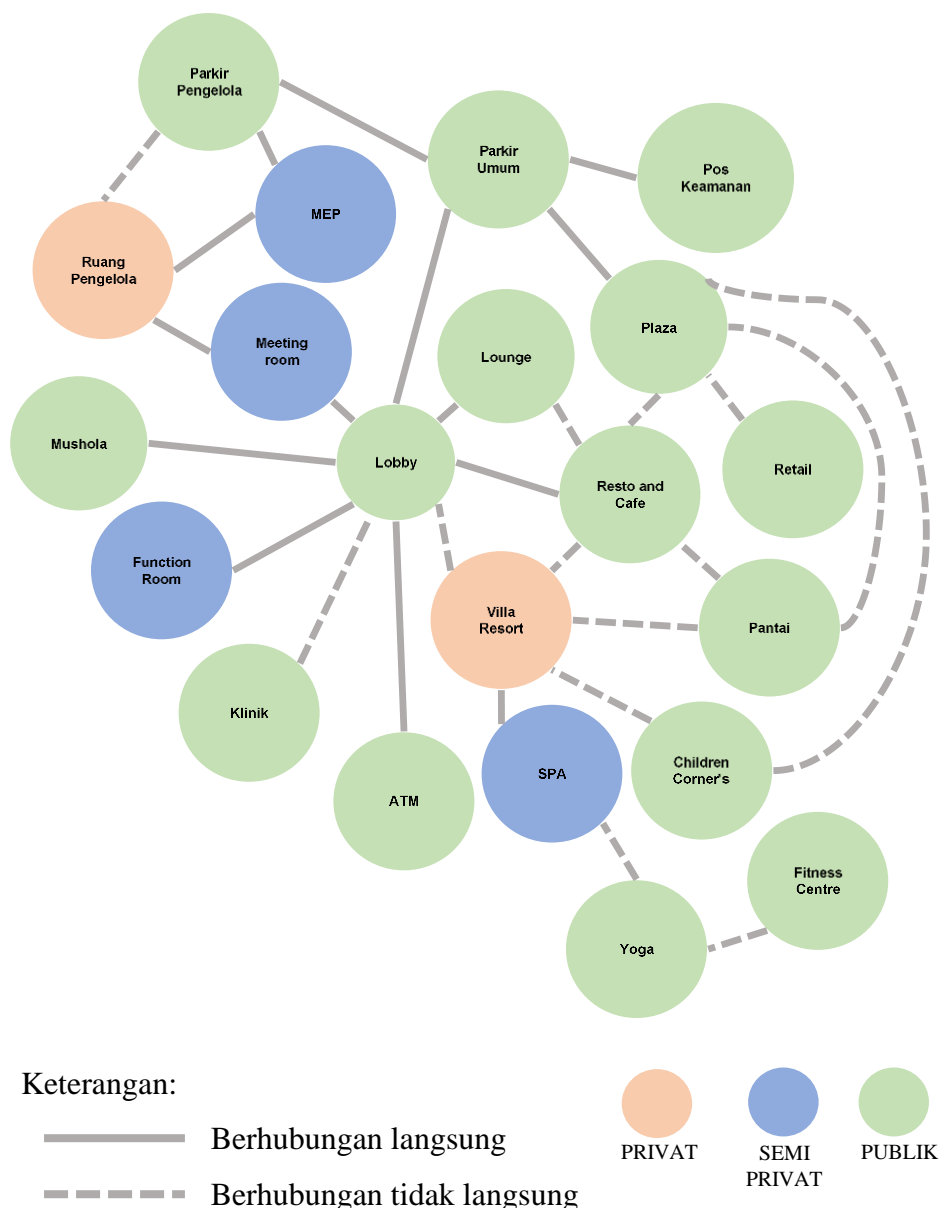 Parkir
Pengelola
Parkir
Umum
Pos
Keamanan
MEP
Ruang
Pengelola
Meeting
room
Lounge
Plaza
Mushola
Lobby
Resto and
Cafe
Retail
Function
Room
Villa
Resort
Pantai
Klinik
ATM
SPA
Children
Corner's
Fitness
Centre
Yoga
Keterangan:
Berhubungan langsung
Berhubungan tidak langsung
PRIVAT
SEMI
PRIVAT
PUBLIK